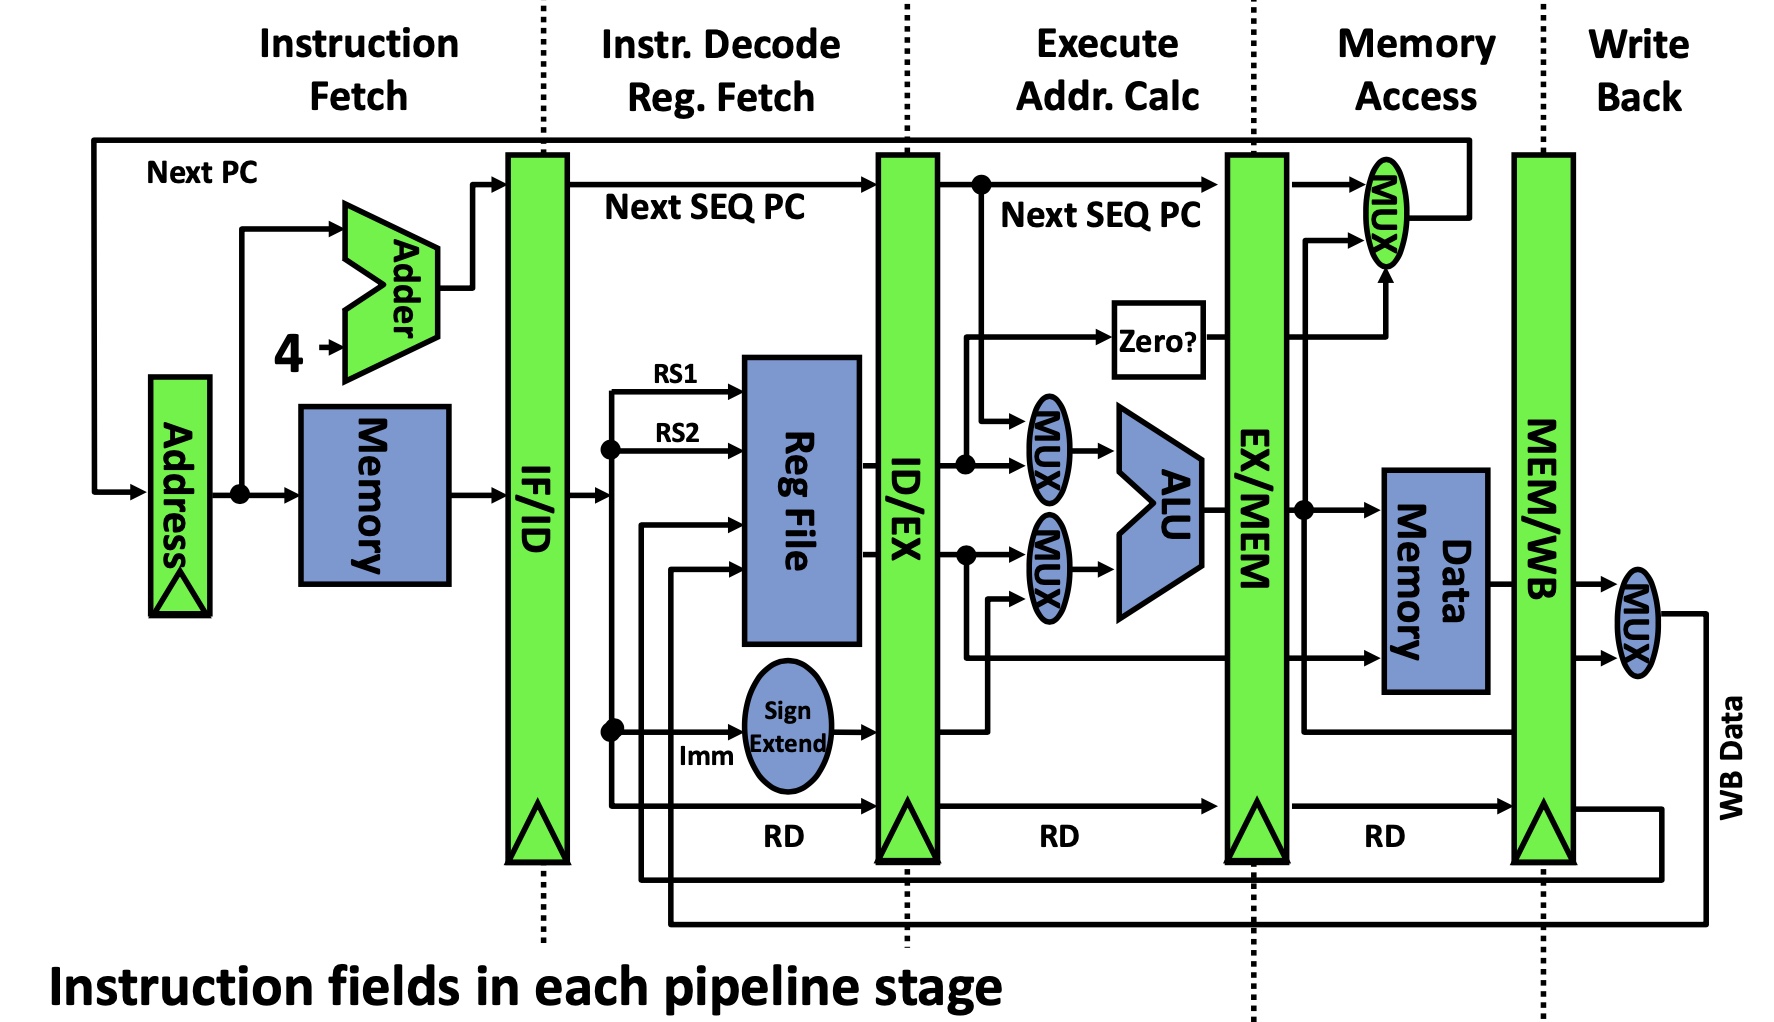 Instruction
Fetch
Instr. Decode
Reg. Fetch
Execute
Addr. Calc
Memory
Access
Write
Back
Next PC
Adder
4
Address
Memory
IF/ID
Next SEQ PC
RS1
RS2
Reg File
Sign
Extend
Imm
RD
ID/EX
Next SEQ PC
Zero?
MUX
MUX
ALU
RD
EX/MEM
MUX
Data
Memory
RD
MEM/WB
MUX
WB Data
Instruction fields in each pipeline stage